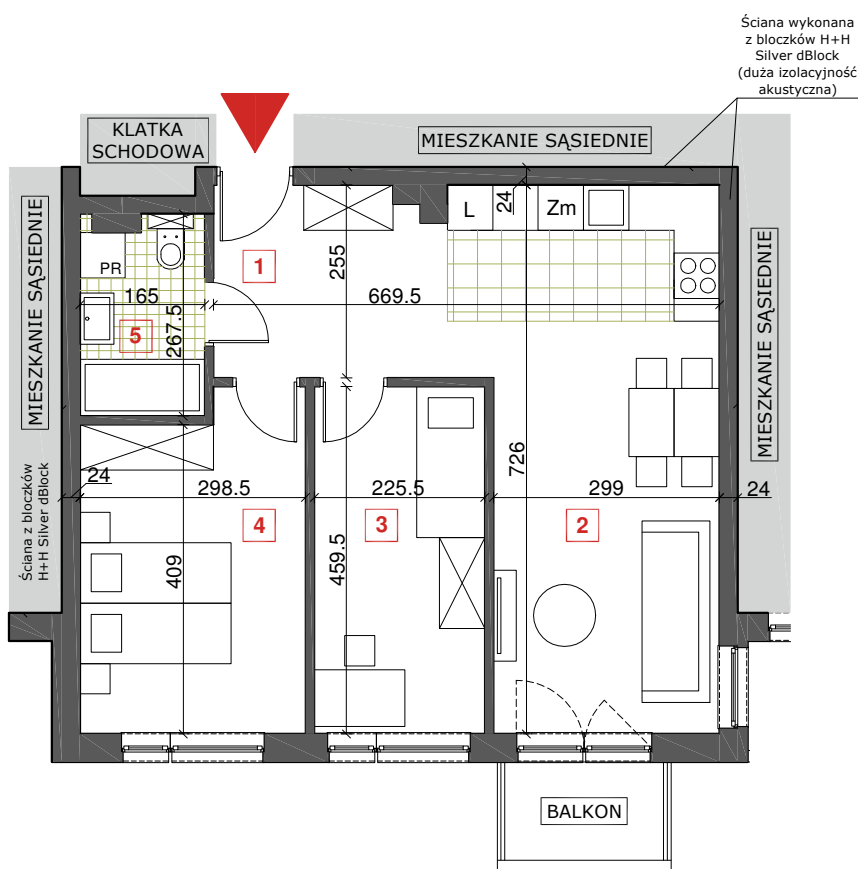 Ściana wykonana
z bloczków H+H
Silver dBlock
(duża izolacyjność
akustyczna)
KLATKA
SCHODOWA
MIESZKANIE SĄSIEDNIE
MIESZKANIE SĄSIEDNIE
MIESZKANIE SĄSIEDNIE
L
24
Zm
1
255
PR
165
669.5
5
267.5
726
24
298.5
225.5
299
24
4
3
2
Ściana z bloczków
H+H Silver dBlock
409
459.5
BALKON